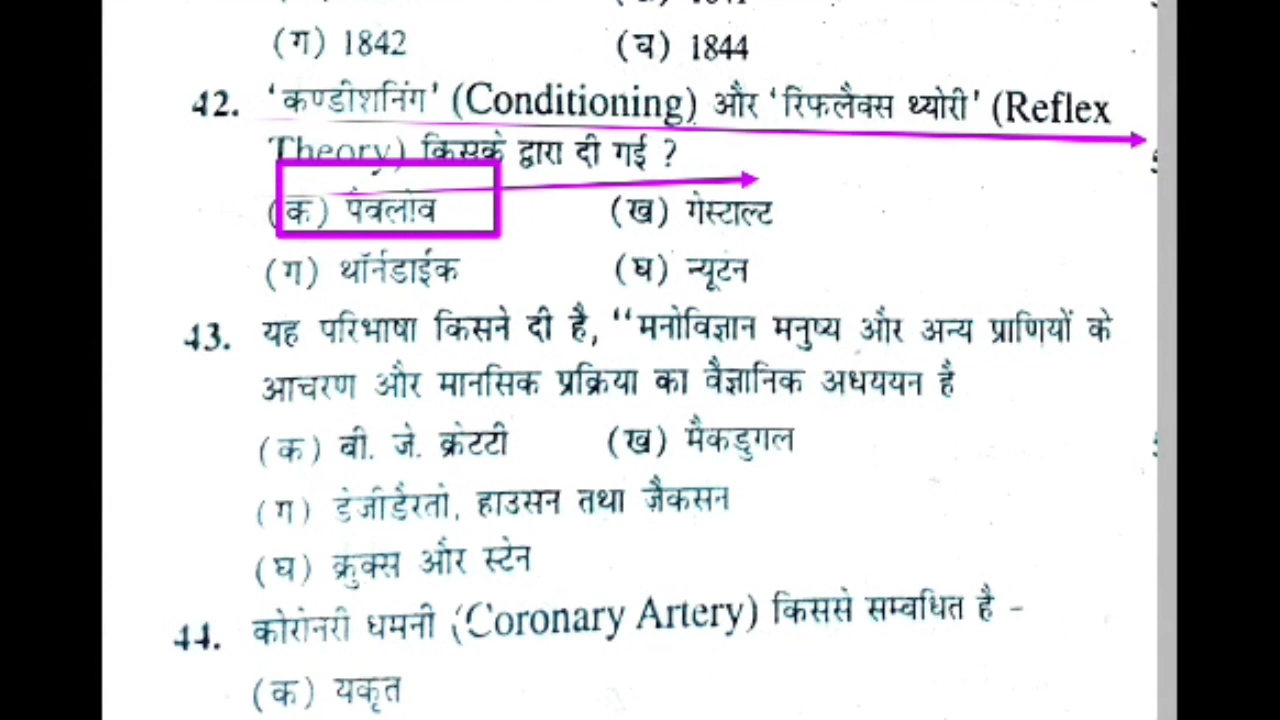 (ग) 1842 (च) 1844
42. 'कण्डीशनिंग' (Conditioning) और 'रिफलैक्स थ्योरी' (Reflex
Theory) किसके द्वारा दी गई ?
(क) पैवलोव (ख) गेस्टाल्ट
(ग) थॉर्नडाईक (घ) न्यूटन
43. यह परिभाषा किसने दी है, “मनोविज्ञान मनुष्य और अन्य प्राणियों के
आचरण और मानसिक प्रक्रिया का वैज्ञानिक अधययन है
(क) बी. जे. क्रेटटी (ख) मैकडुगल
(ग) डेजीडैरतो, हाउसन तथा जैकसन
(घ) क्रुक्स और स्टेन
44. कोरोनरी धमनी (Coronary Artery) किससे सम्बधित है -
(क) यकृत